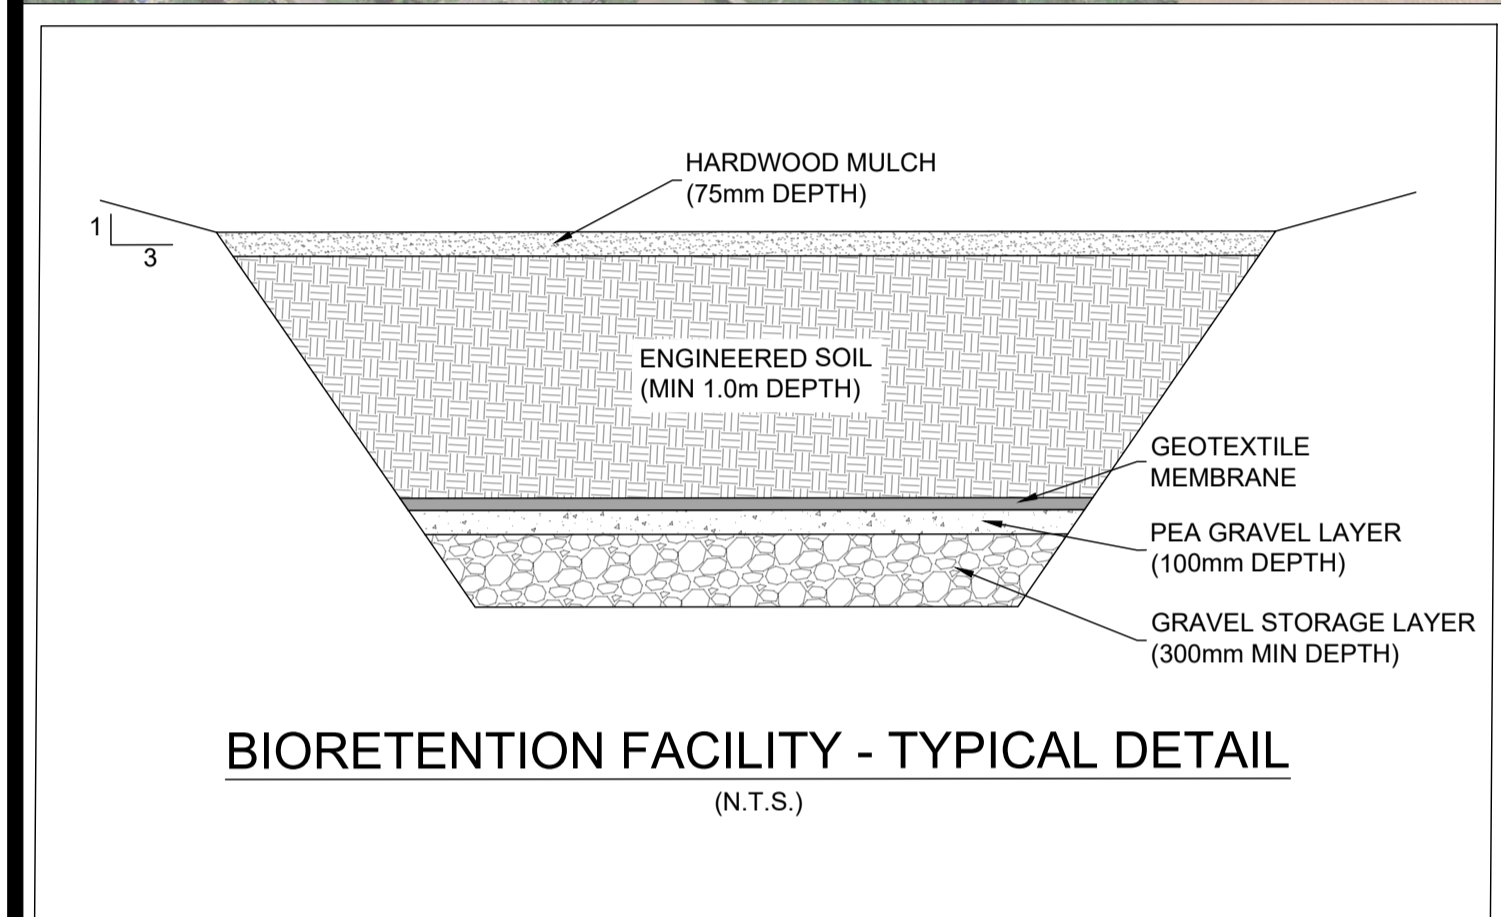 HARDWOOD MULCH
(75mm DEPTH)
1
3
ENGINEERED SOIL
(MIN 1.0m DEPTH)
GEOTEXTILE
MEMBRANE
PEA GRAVEL LAYER
(100mm DEPTH)
GRAVEL STORAGE LAYER
(300mm MIN DEPTH)
BIORETENTION FACILITY - TYPICAL DETAIL
(N.T.S.)